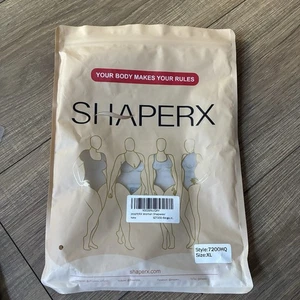 YOUR BODY MAKES YOUR RULES
SHAPERX
Style:7200HQ
Size:XL
shaperx.com